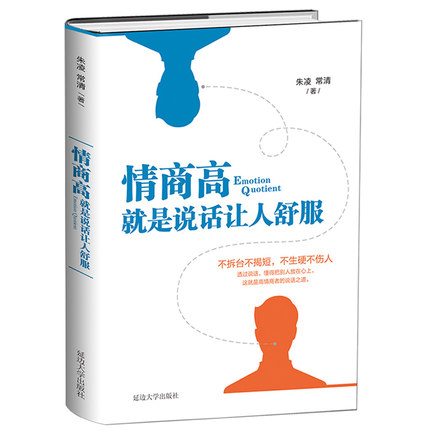 朱凌 常清
/著/
情商高
Emotion
Quotient
就是说话让人舒服
不拆台不揭短，不生硬不伤人
透过说话，懂得把别人放在心上，
这就是高情商者的说话之道。
延边大学出版社
朱凌 常清 /著/
情商高
Emotion Quotient
就是说话让人舒服
延边大学出版社